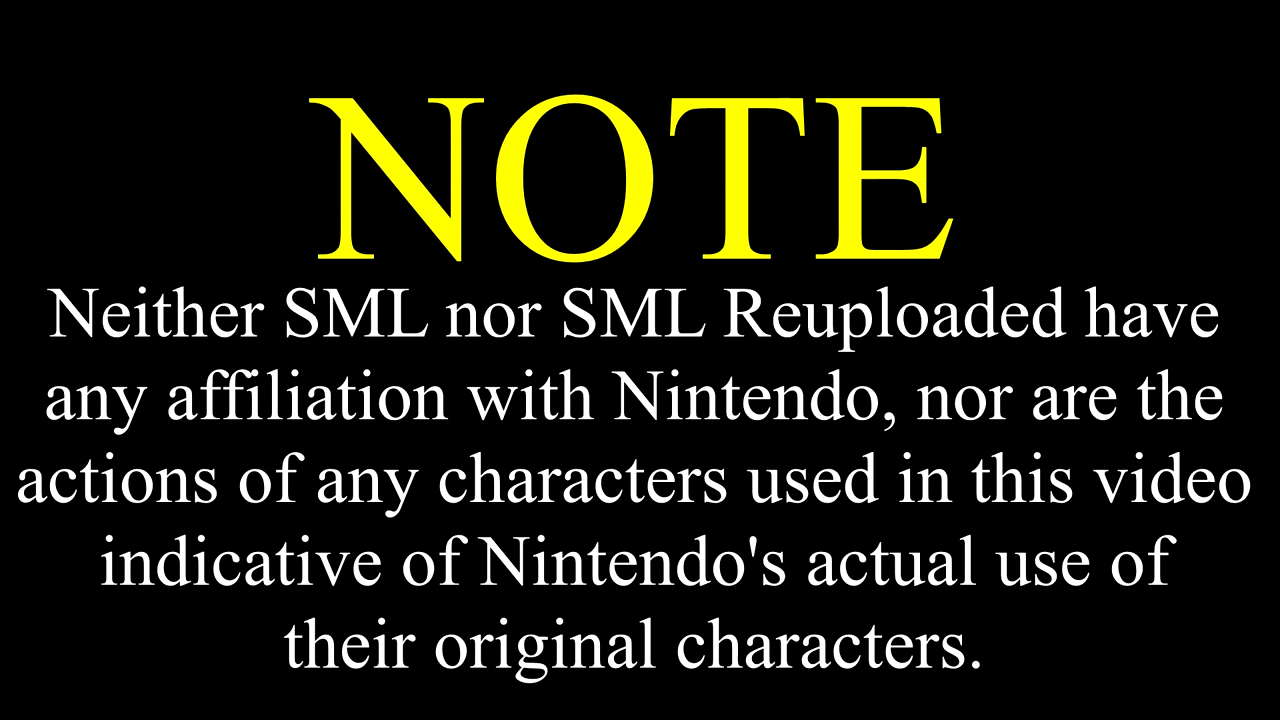 NOTE
Neither SML nor SML Reuploaded have
any affiliation with Nintendo, nor are the
actions of any characters used in this video
indicative of Nintendo's actual use of
their original characters.